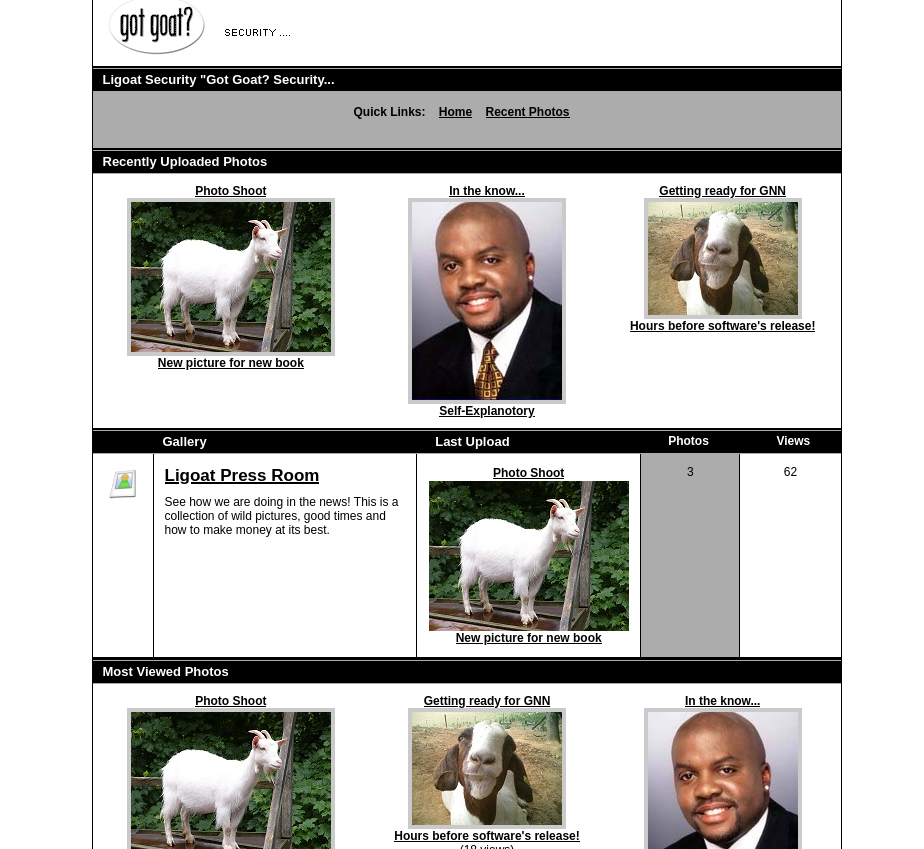 got goat?
SECURITY ....
Ligoat Security "Got Goat? Security...
Quick Links: Home Recent Photos
Recently Uploaded Photos
Photo Shoot In the know... Getting ready for GNN
Hours before software's release!
New picture for new book
Self-Explanotory
Gallery Last Upload Photos Views
Ligoat Press Room Photo Shoot 3 62
See how we are doing in the news! This is a
collection of wild pictures, good times and
how to make money at its best.
New picture for new book
Most Viewed Photos
Photo Shoot Getting ready for GNN In the know...
Hours before software's release!
(18 views)